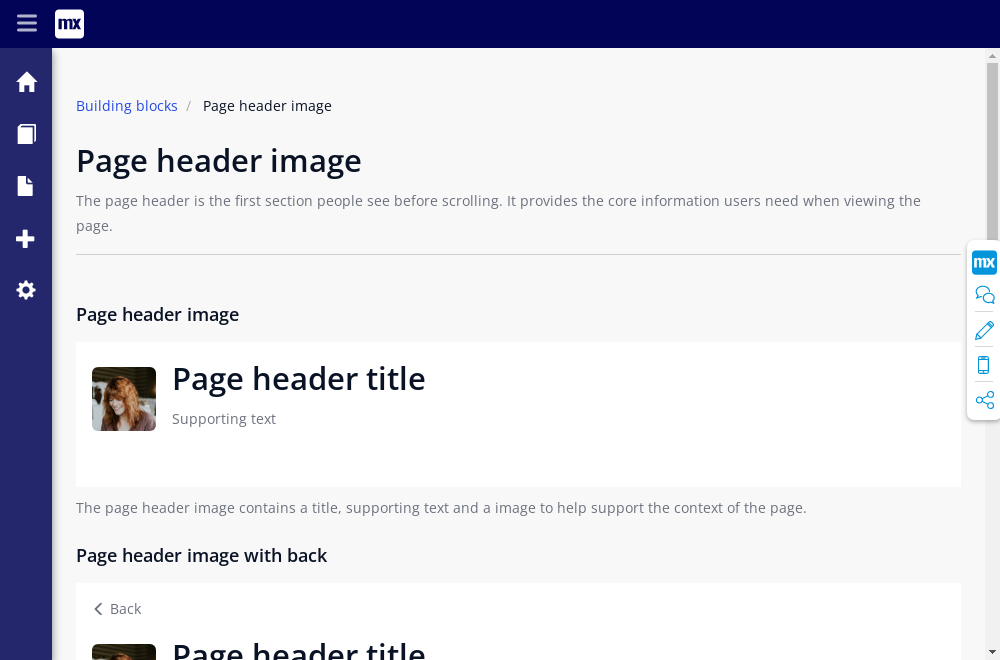 mx
Building blocks / Page header image
Page header image
The page header is the first section people see before scrolling. It provides the core information users need when viewing the
page.
mx
Page header image
Page header title
Supporting text
The page header image contains a title, supporting text and a image to help support the context of the page.
Page header image with back
Back
Page header title